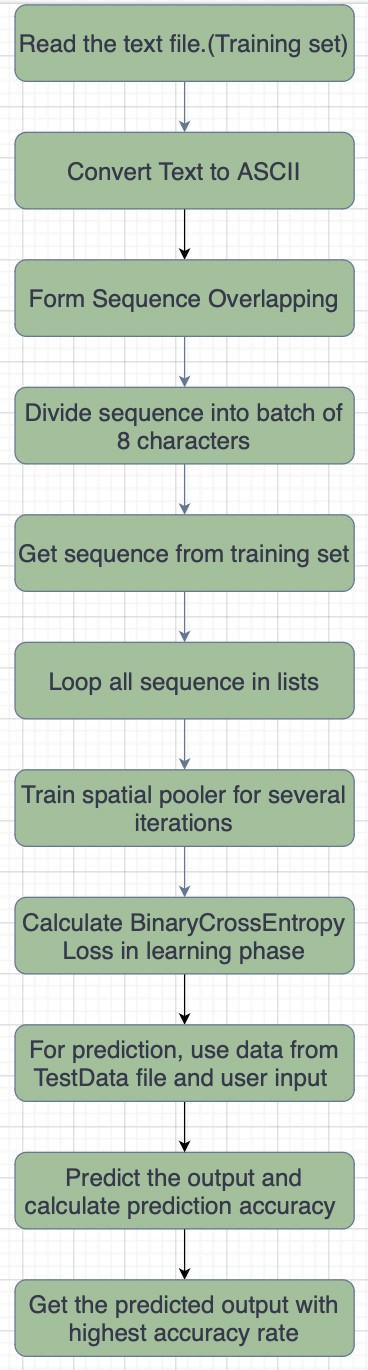 Read the text file.(Training set)
Convert Text to ASCII
Form Sequence Overlapping
Divide sequence into batch of
8 characters
Get sequence from training set
Loop all sequence in lists
Train spatial pooler for several
iterations
Calculate BinaryCrossEntropy
Loss in learning phase
For prediction, use data from
TestData file and user input
Predict the output and
calculate prediction accuracy
Get the predicted output with
highest accuracy rate